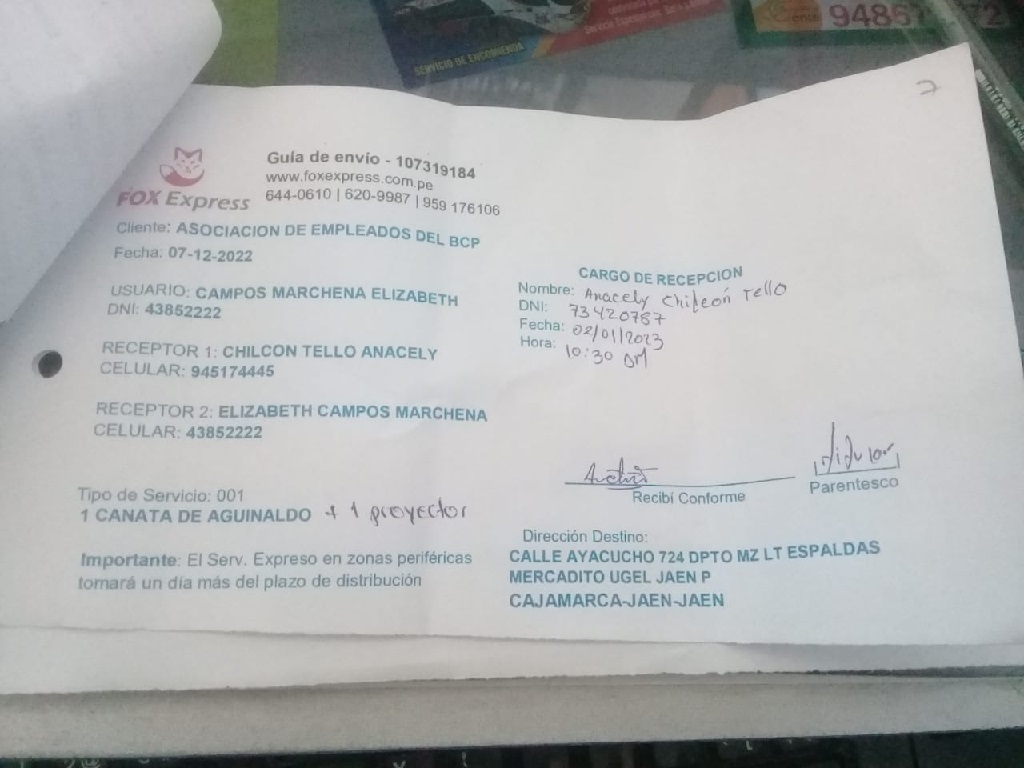 SERVICIO DE ENCOMIENDA
2
Guía de envío - 107319184
www.foxexpress.com.pe
644-0610 | 620-9987 | 959 176106
FOX Express
Cliente: ASOCIACION DE EMPLEADOS DEL BCP
Fecha: 07-12-2022
USUARIO: CAMPOS MARCHENA ELIZABETH
DNI: 43852222
RECEPTOR 1: CHILCON TELLO ANACELY
CELULAR: 945174445
RECEPTOR 2: ELIZABETH CAMPOS MARCHENA
CELULAR: 43852222
Tipo de Servicio: 001
1 CANATA DE AGUINALDO + 1 proyector
Importante: El Serv. Expreso en zonas periféricas
tomará un día más del plazo de distribución
CARGO DE RECEPCION
Nombre: Anacely Chilcón Tello
DNI: 73420787
Fecha: 02/01/2023
Hora: 10:30 am
Recibí Conforme
Parentesco
Dirección Destino:
CALLE AYACUCHO 724 DPTO MZ LT ESPALDAS
MERCADITO UGEL JAEN P
CAJAMARCA-JAEN-JAEN